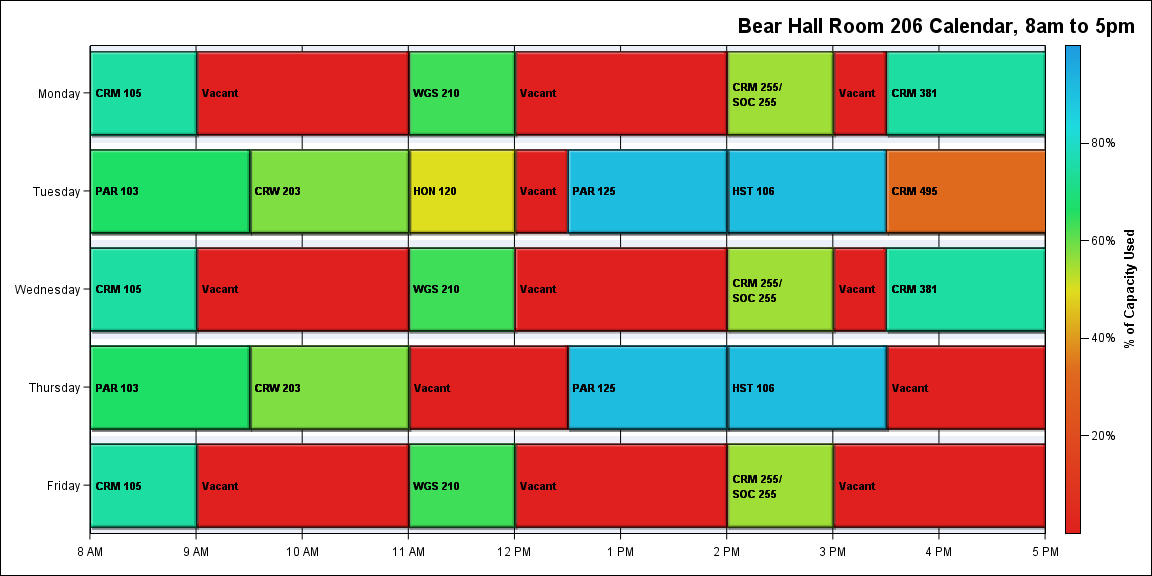 Bear Hall Room 206 Calendar, 8am to 5pm
Monday
CRM 105
Vacant
WGS 210
Vacant
CRM 255/
SOC 255
Vacant
CRM 381
Tuesday
PAR 103
CRW 203
HON 120
Vacant
PAR 125
HST 106
CRM 495
Wednesday
CRM 105
Vacant
WGS 210
Vacant
CRM 255/
SOC 255
Vacant
CRM 381
Thursday
PAR 103
CRW 203
Vacant
PAR 125
HST 106
Vacant
Friday
CRM 105
Vacant
WGS 210
Vacant
CRM 255/
SOC 255
Vacant
8 AM
9 AM
10 AM
11 AM
12 PM
1 PM
2 PM
3 PM
4 PM
5 PM
80%
60%
40%
20%
% of Capacity Used